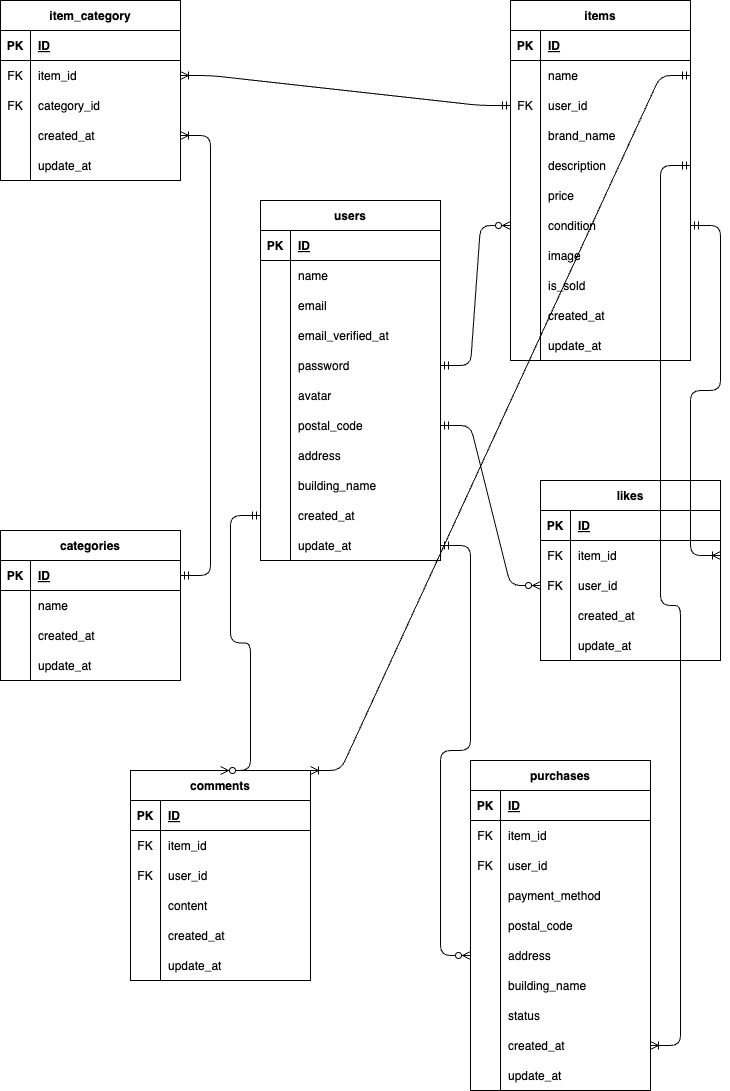 item_category
PK ID
FK item_id
FK category_id
created_at
update_at
items
PK ID
name
FK user_id
brand_name
description
price
condition
image
is_sold
created_at
update_at
users
PK ID
name
email
email_verified_at
password
avatar
postal_code
address
building_name
created_at
update_at
likes
PK ID
FK item_id
FK user_id
created_at
update_at
categories
PK ID
name
created_at
update_at
comments
PK ID
FK item_id
FK user_id
content
created_at
update_at
purchases
PK ID
FK item_id
FK user_id
payment_method
postal_code
address
building_name
status
created_at
update_at